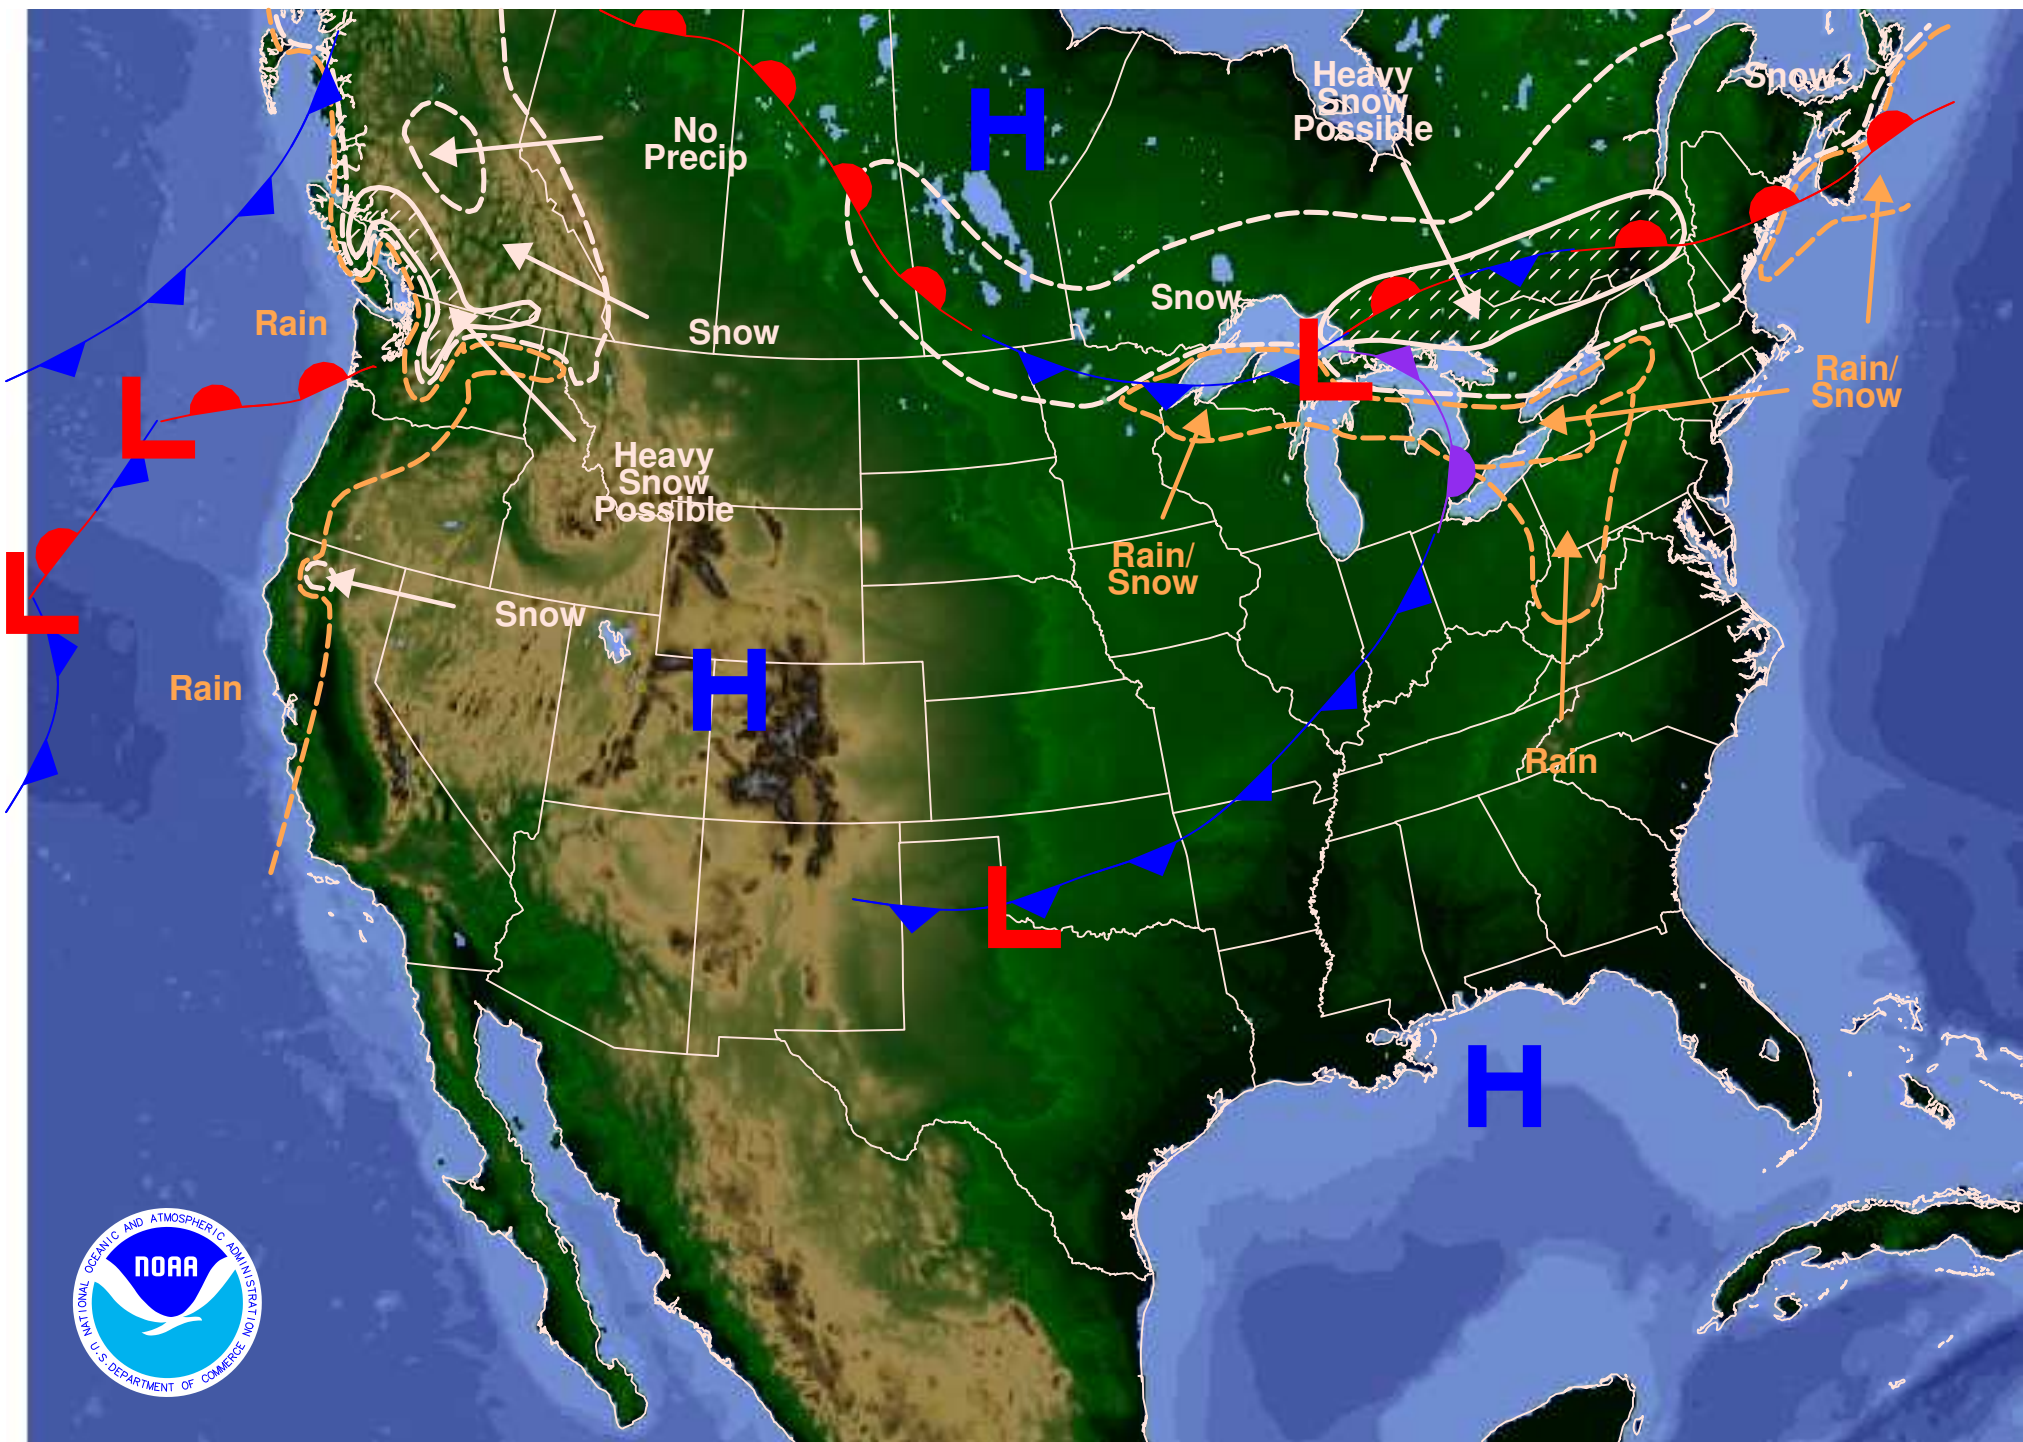 Heavy
Snow
Possible
Snow
H
No
Precip
Snow
Rain
Snow
L
L
Rain/
Snow
Heavy
Snow
Possible
Rain/
Snow
L
Snow
H
Rain
Rain
L
H
NATIONAL OCEANIC AND ATMOSPHERIC ADMINISTRATION
NOAA
U.S. DEPARTMENT OF COMMERCE